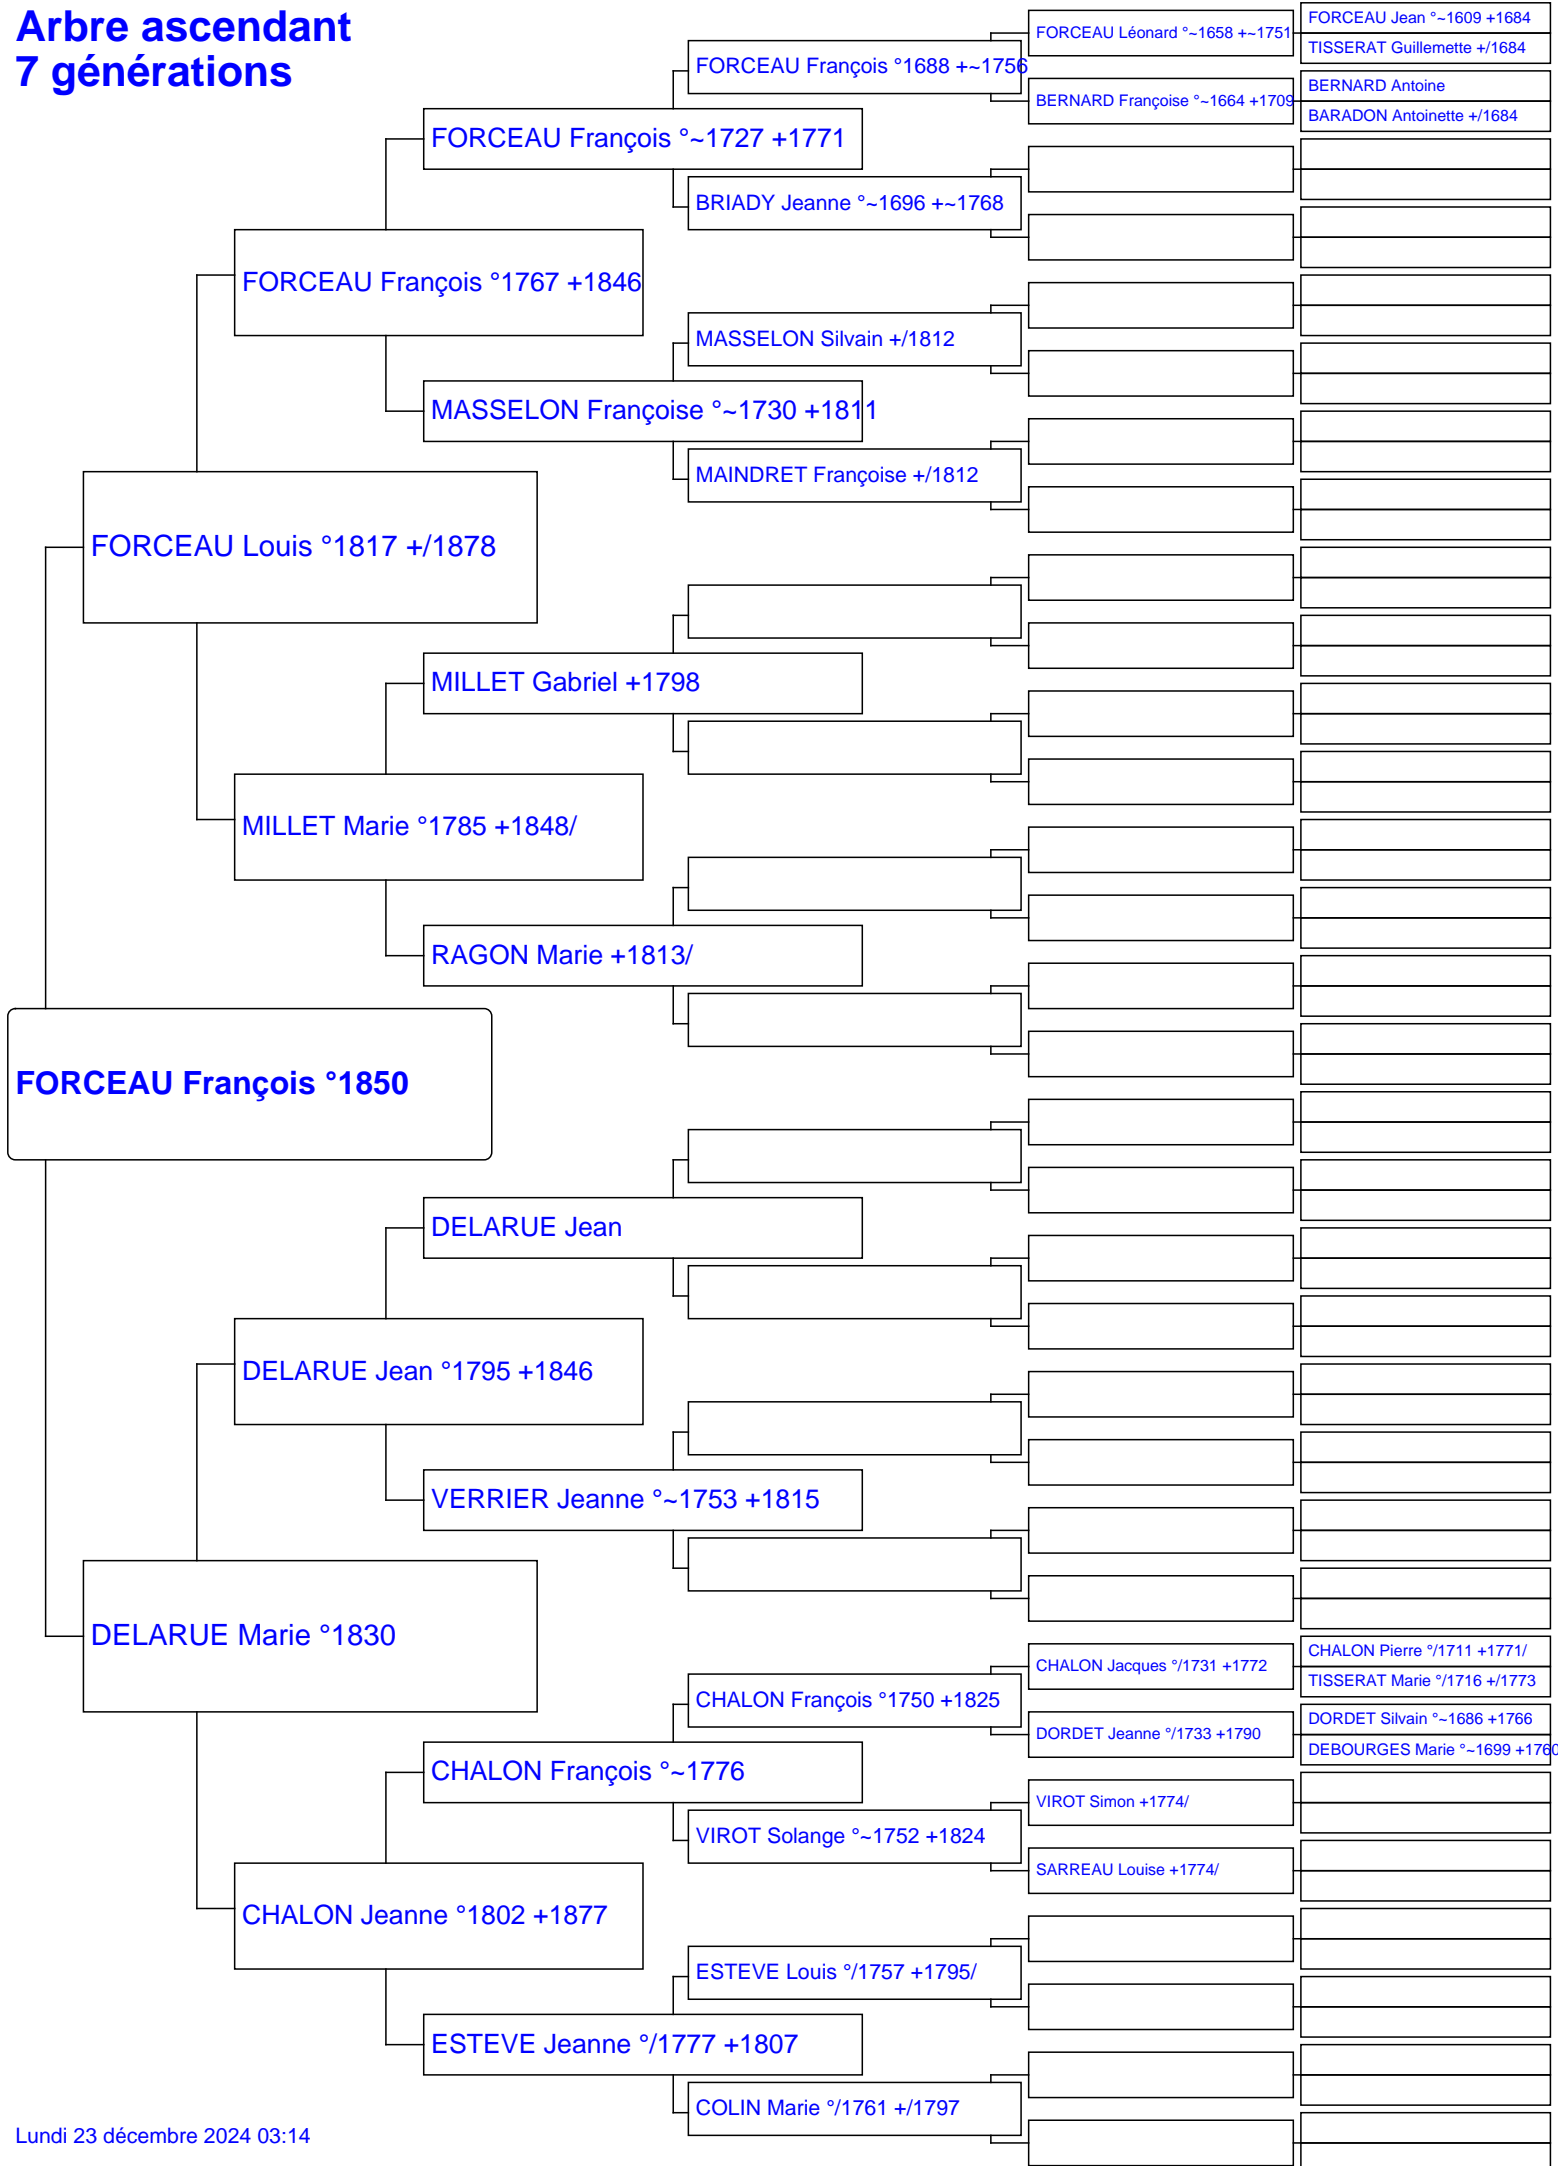 Arbre ascendant
7 générations
FORCEAU Jean °~1609 +1684
FORCEAU Léonard °~1658 +~1751
TISSERAT Guillemette +/1684
FORCEAU François °1688 +~1756
BERNARD Antoine
BERNARD Françoise °~1664 +1709
BARADON Antoinette +/1684
FORCEAU François °~1727 +1771
BRIADY Jeanne °~1696 +~1768
FORCEAU François °1767 +1846
MASSELON Silvain +/1812
MASSELON Françoise °~1730 +1811
MAINDRET Françoise +/1812
FORCEAU Louis °1817 +/1878
MILLET Gabriel +1798
MILLET Marie °1785 +1848/
RAGON Marie +1813/
FORCEAU François °1850
DELARUE Jean
DELARUE Jean °1795 +1846
VERRIER Jeanne °~1753 +1815
DELARUE Marie °1830
CHALON Pierre °/1711 +1771/
CHALON Jacques °/1731 +1772
TISSERAT Marie °/1716 +/1773
CHALON François °1750 +1825
DORDET Silvain °~1686 +1766
DORDET Jeanne °/1733 +1790
DEBOURGES Marie °~1699 +1760
CHALON François °~1776
VIROT Simon +1774/
VIROT Solange °~1752 +1824
SARREAU Louise +1774/
CHALON Jeanne °1802 +1877
ESTEVE Louis °/1757 +1795/
ESTEVE Jeanne °/1777 +1807
COLIN Marie °/1761 +/1797
Lundi 23 décembre 2024 03:14